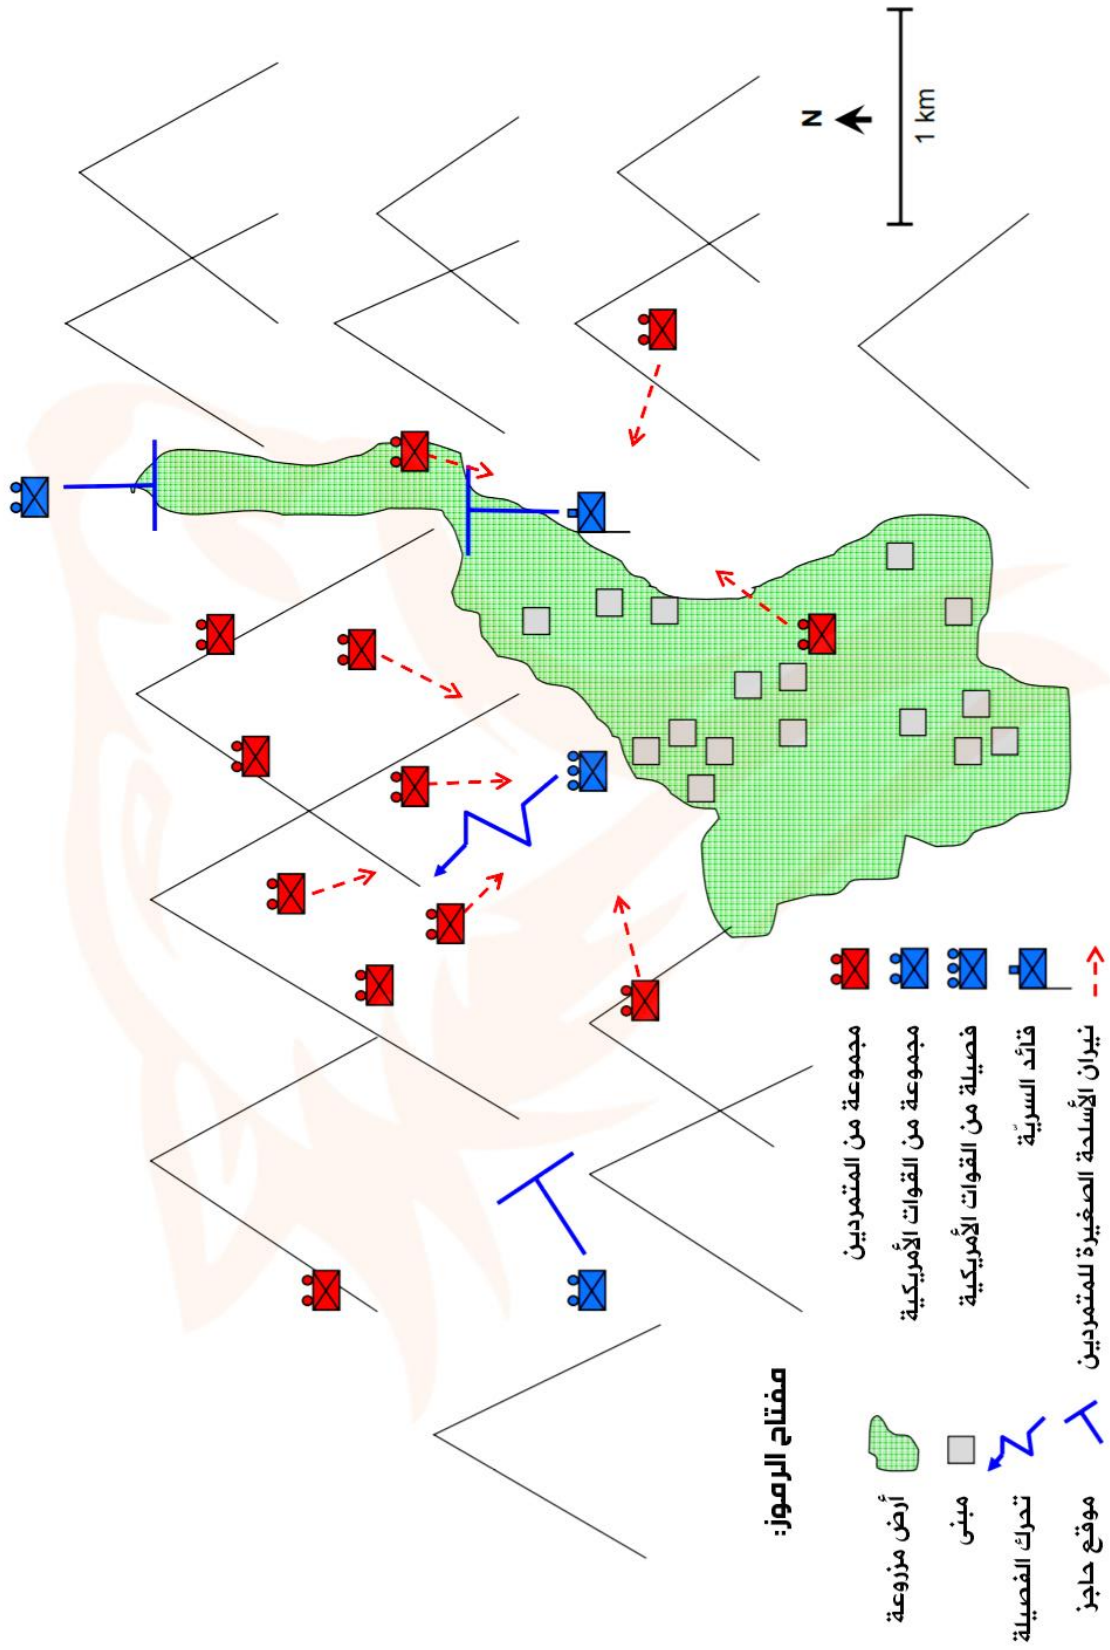 N
1 km
مفتاح الرموز:
مجموعة من المتمردين
مجموعة من القوات الأمريكية
فصيلة من القوات الأمريكية
قائد السريّة
نيران الأسلحة الصغيرة للمتمردين
أرض مزروعة
مبنى
تحرك الفصيلة
موقع حاجز